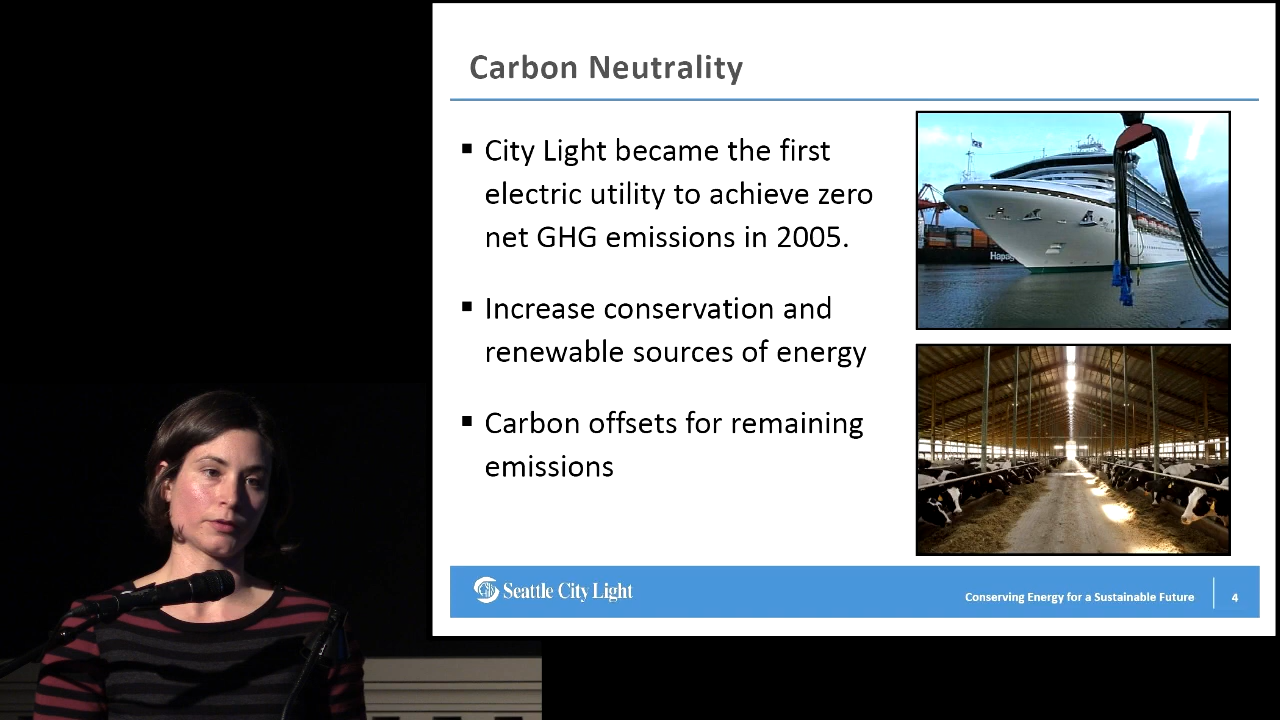 Carbon Neutrality
▪ City Light became the first
electric utility to achieve zero
net GHG emissions in 2005.
▪ Increase conservation and
renewable sources of energy
▪ Carbon offsets for remaining
emissions
Hapag
Seattle City Light
Conserving Energy for a Sustainable Future
4